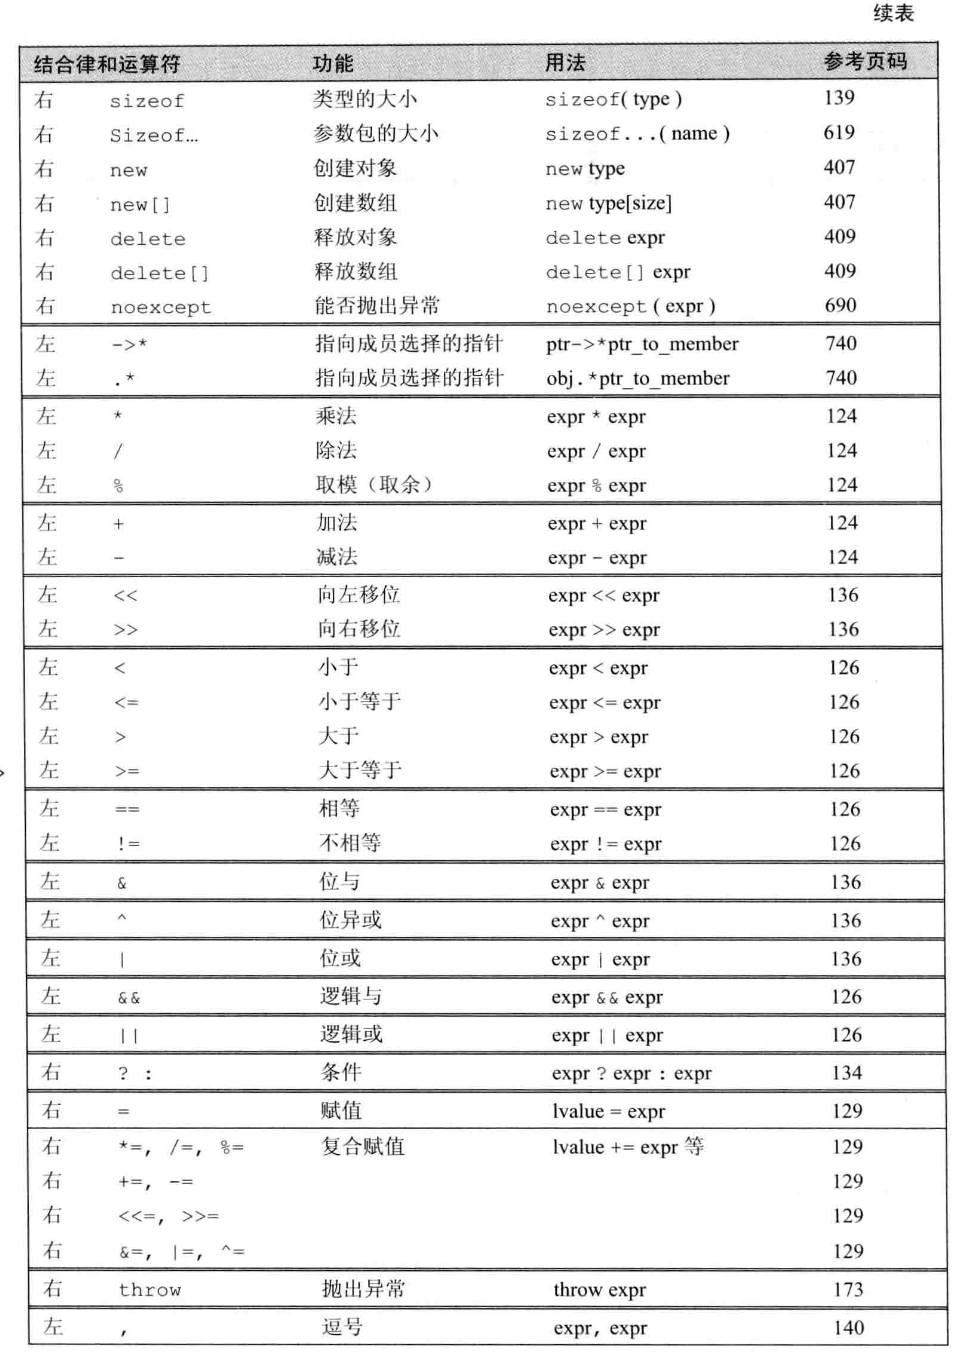 续表
结合律和运算符 功能 用法 参考页码
右 sizeof 类型的大小 sizeof( type ) 139
右 Sizeof… 参数包的大小 sizeof...( name ) 619
右 new 创建对象 new type 407
右 new[] 创建数组 new type[size] 407
右 delete 释放对象 delete expr 409
右 delete[] 释放数组 delete[] expr 409
右 noexcept 能否抛出异常 noexcept ( expr ) 690
左 ->* 指向成员选择的指针 ptr->*ptr_to_member 740
左 .* 指向成员选择的指针 obj.*ptr_to_member 740
左 * 乘法 expr * expr 124
左 / 除法 expr / expr 124
左 % 取模（取余） expr % expr 124
左 + 加法 expr + expr 124
左 - 减法 expr - expr 124
左 << 向左移位 expr << expr 136
左 >> 向右移位 expr >> expr 136
左 < 小于 expr < expr 126
左 <= 小于等于 expr <= expr 126
左 > 大于 expr > expr 126
左 >= 大于等于 expr >= expr 126
左 == 相等 expr == expr 126
左 != 不相等 expr != expr 126
左 & 位与 expr & expr 136
左 ^ 位异或 expr ^ expr 136
左 | 位或 expr | expr 136
左 && 逻辑与 expr && expr 126
左 || 逻辑或 expr || expr 126
右 ? : 条件 expr ? expr : expr 134
右 = 赋值 lvalue = expr 129
右 *=, /=, %= 复合赋值 lvalue += expr 等 129
右 +=, -= 129
右 <<=, >>= 129
右 &=, |=, ^= 129
右 throw 抛出异常 throw expr 173
左 , 逗号 expr, expr 140